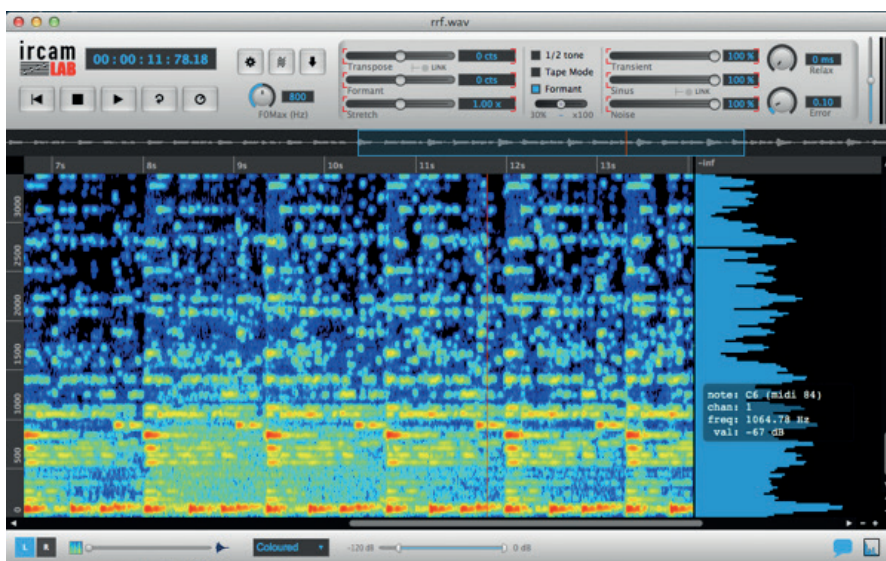 rrf.wav
ircam
LAB
00 : 00 : 11 : 78.18
F0Max (Hz)
800
Transpose
LINK
0 cts
Formant
0 cts
Stretch
1.00 x
1/2 tone
Tape Mode
Formant
30% - x100
Transient
100 %
Sinus
LINK
100 %
Noise
100 %
0 ms
Relax
0.10
Error
7s 8s 9s 10s 11s 12s 13s
-inf
3000
2500
2000
1500
1000
500
0
note: C6 (midi 84)
chan: 1
freq: 1064.78 Hz
val: -67 dB
L R
Coloured
-120 dB
0 dB